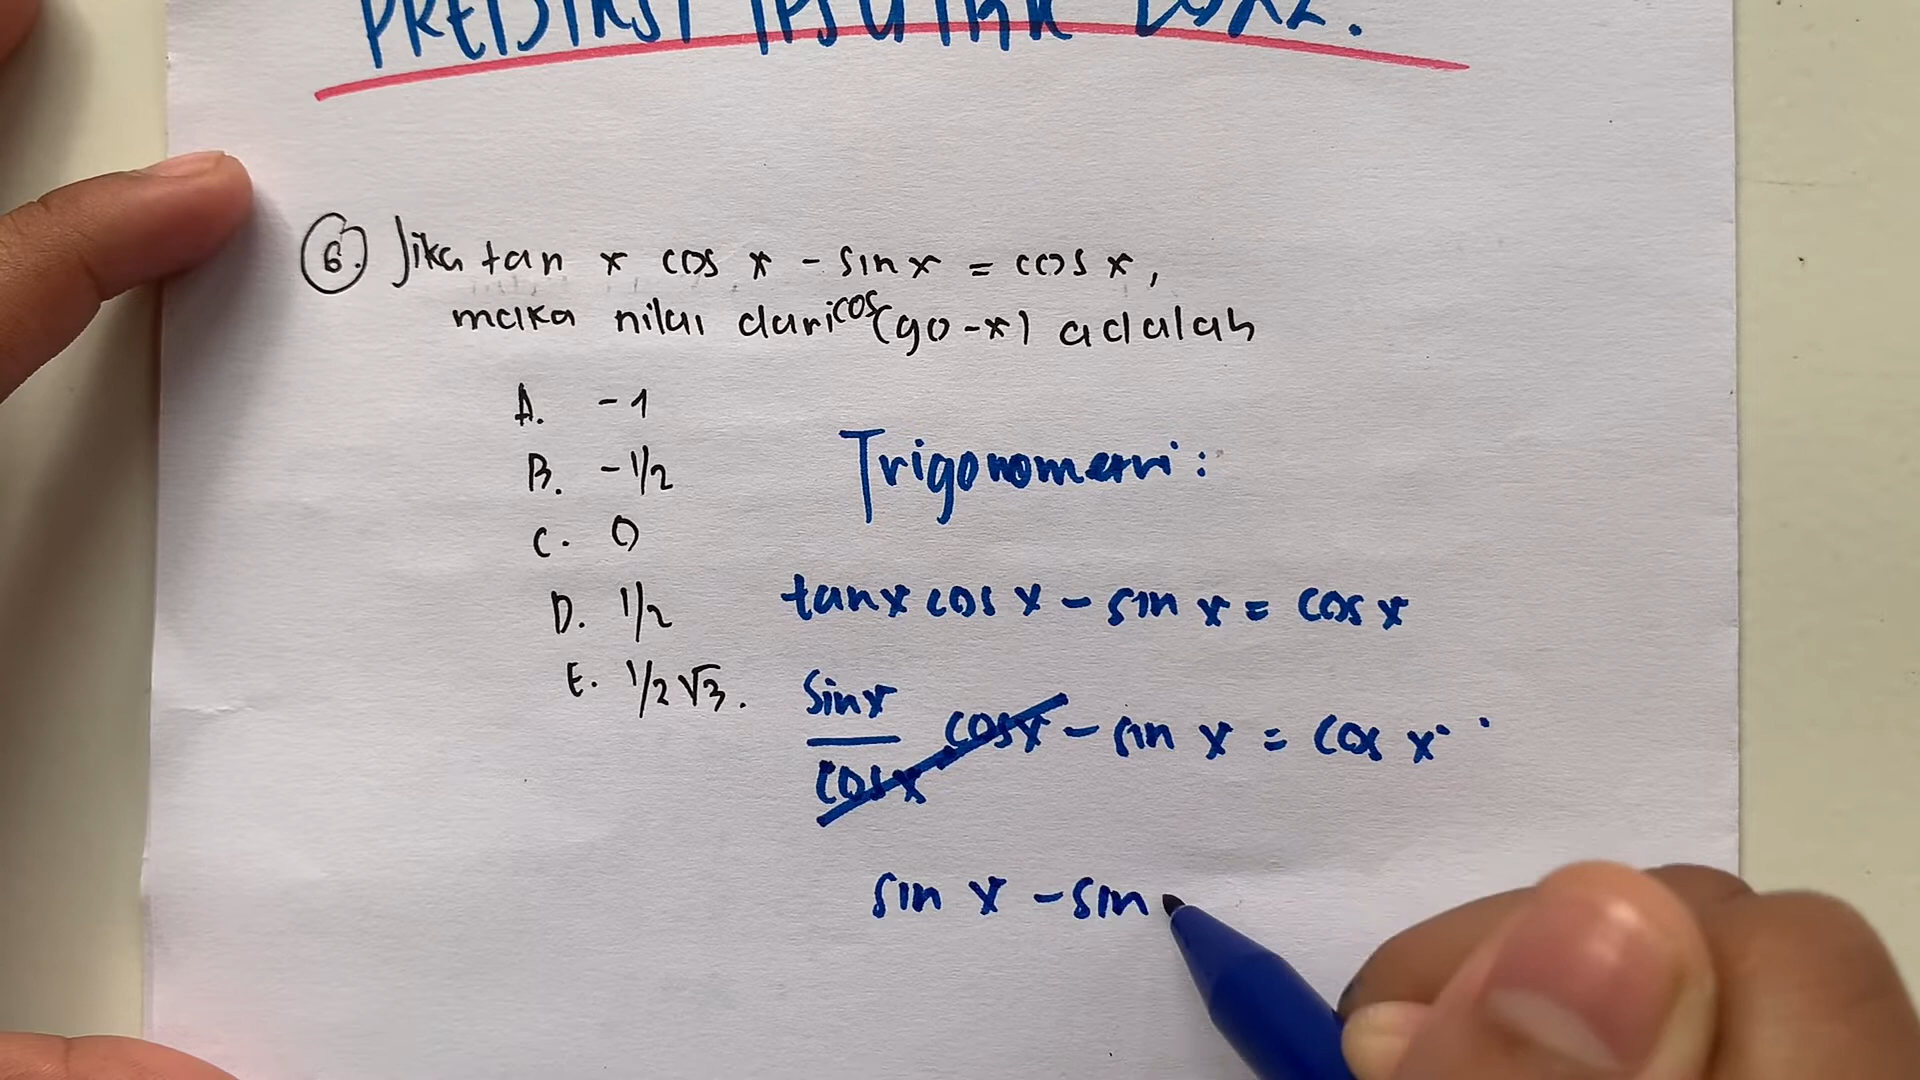 6. Jika tan x cos x - sin x = cos x,
maka nilai dari cos(90-x) adalah
A. -1
B. -1/2
C. 0
D. 1/2
E. 1/2 √3.
Trigonometri:
tan x cos x - sin x = cos x
sin x
cos x cos x - sin x = cos x
sin x - sin